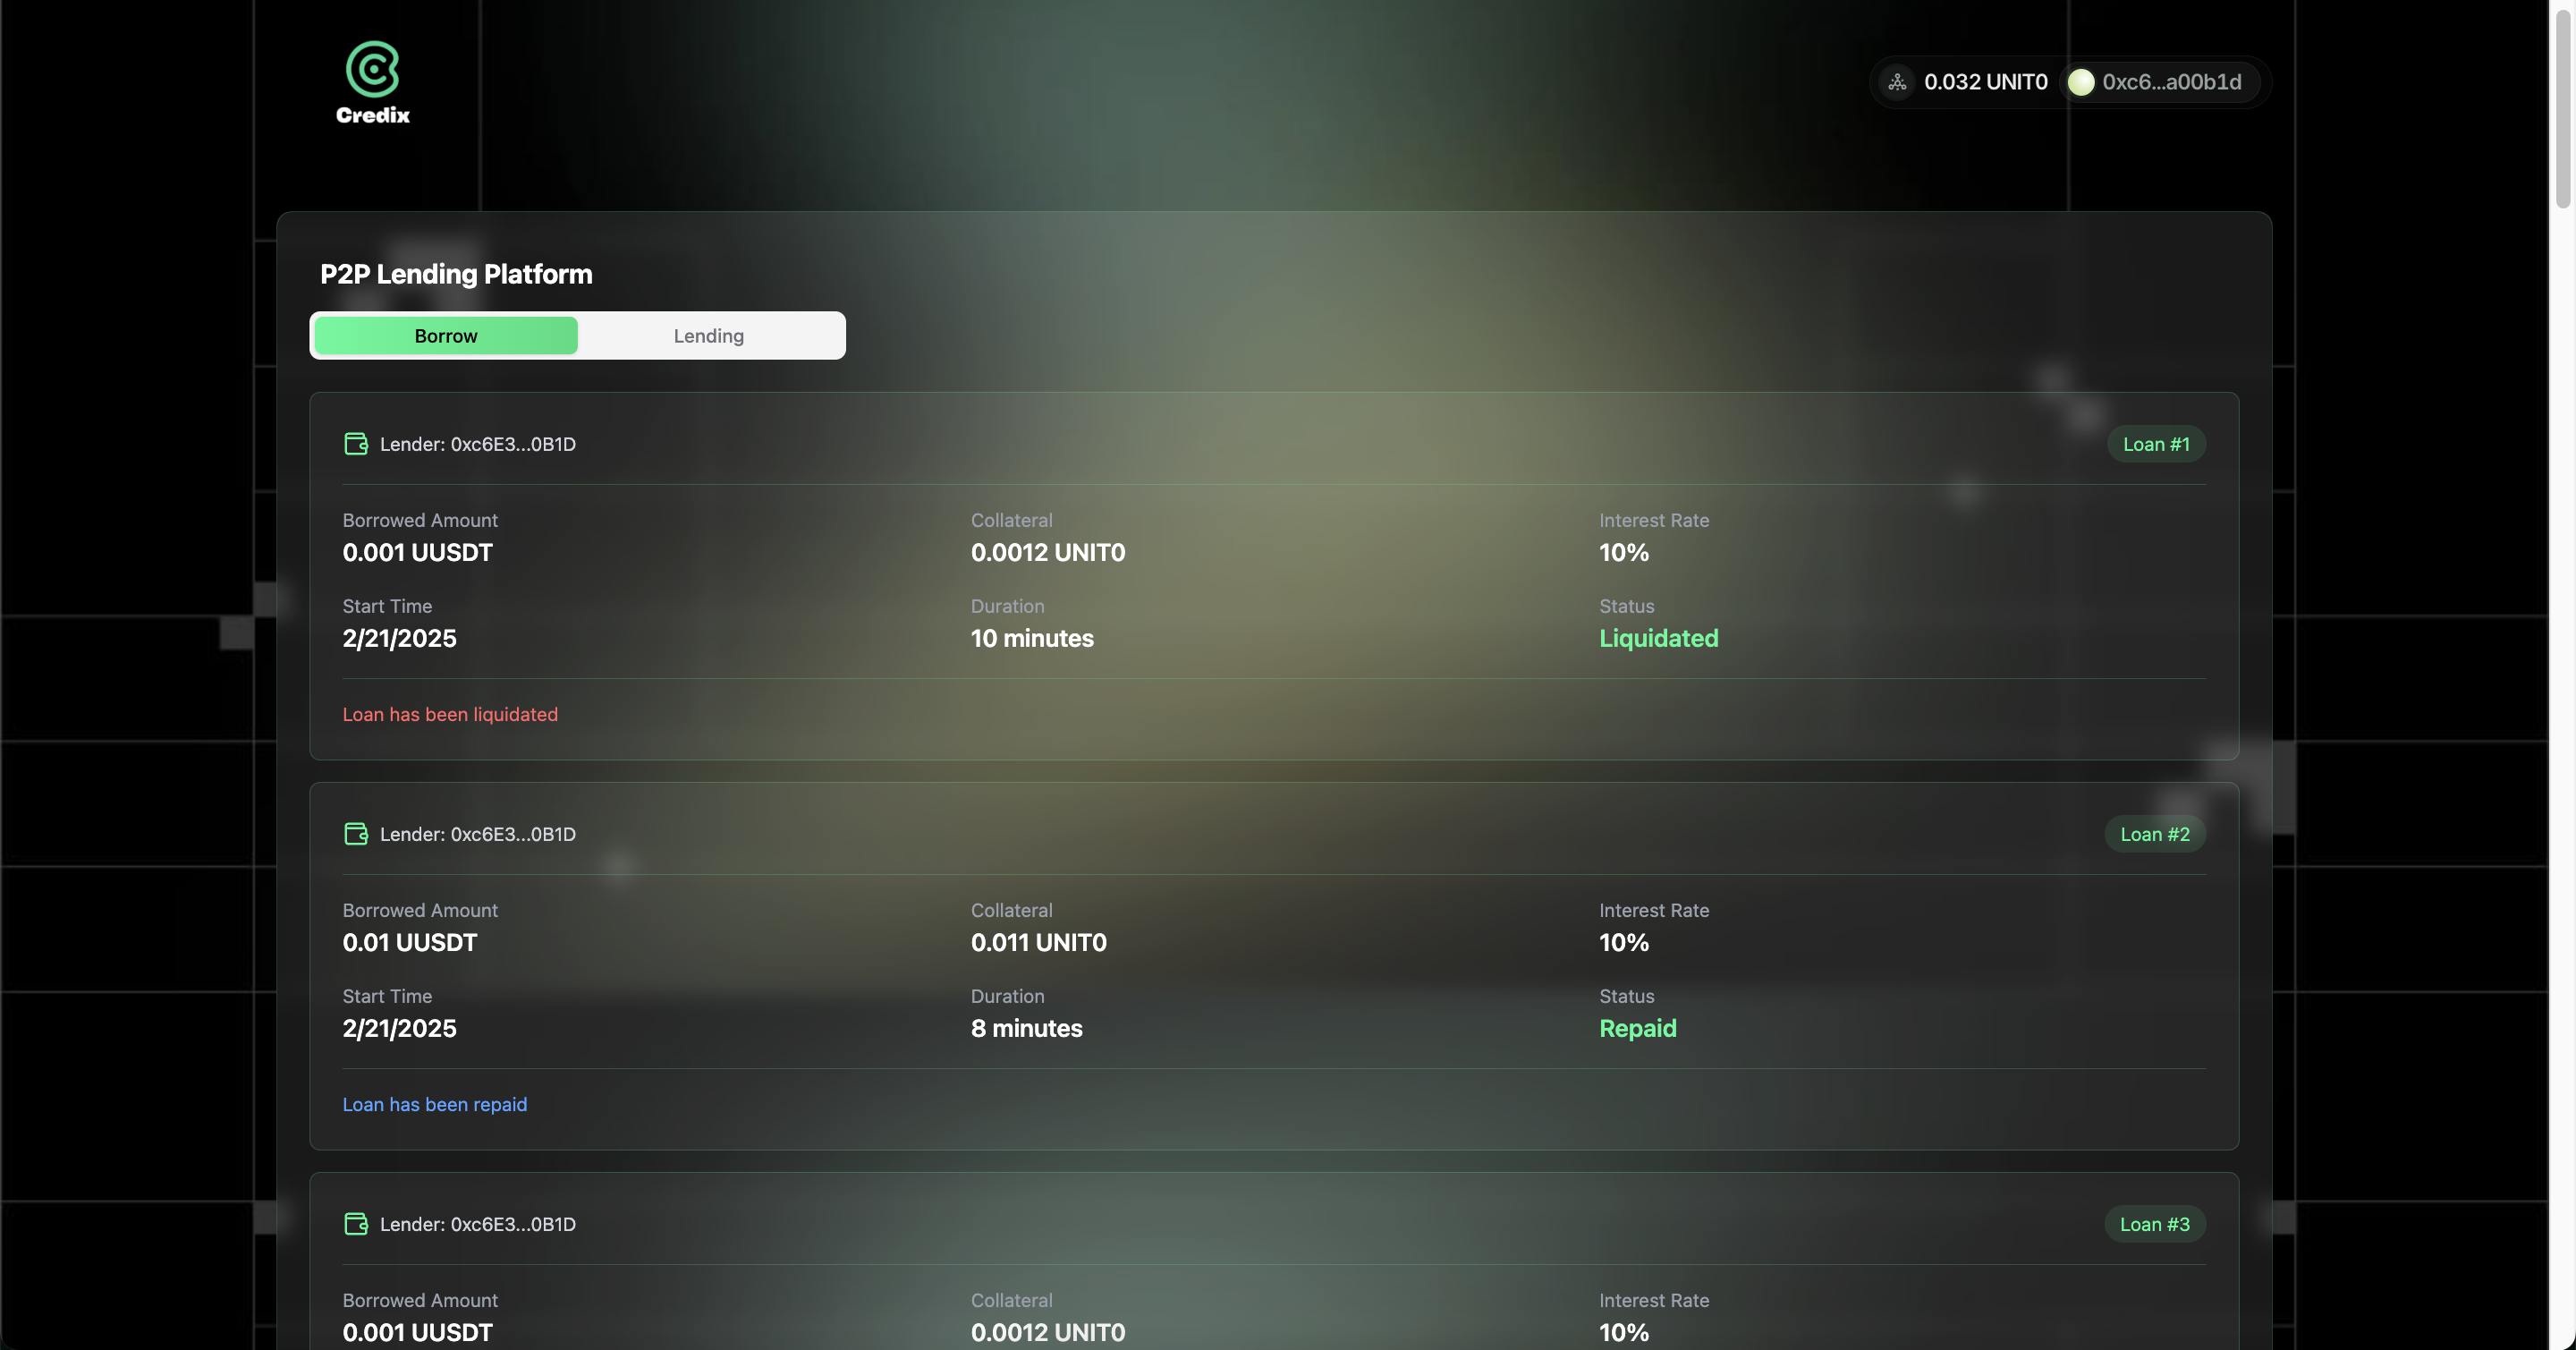 Credix
0.032 UNIT0 0xc6...a00b1d
P2P Lending Platform
Borrow Lending
Lender: 0xc6E3...0B1D Loan #1
Borrowed Amount Collateral Interest Rate
0.001 UUSDT 0.0012 UNIT0 10%
Start Time Duration Status
2/21/2025 10 minutes Liquidated
Loan has been liquidated
Lender: 0xc6E3...0B1D Loan #2
Borrowed Amount Collateral Interest Rate
0.01 UUSDT 0.011 UNIT0 10%
Start Time Duration Status
2/21/2025 8 minutes Repaid
Loan has been repaid
Lender: 0xc6E3...0B1D Loan #3
Borrowed Amount Collateral Interest Rate
0.001 UUSDT 0.0012 UNIT0 10%